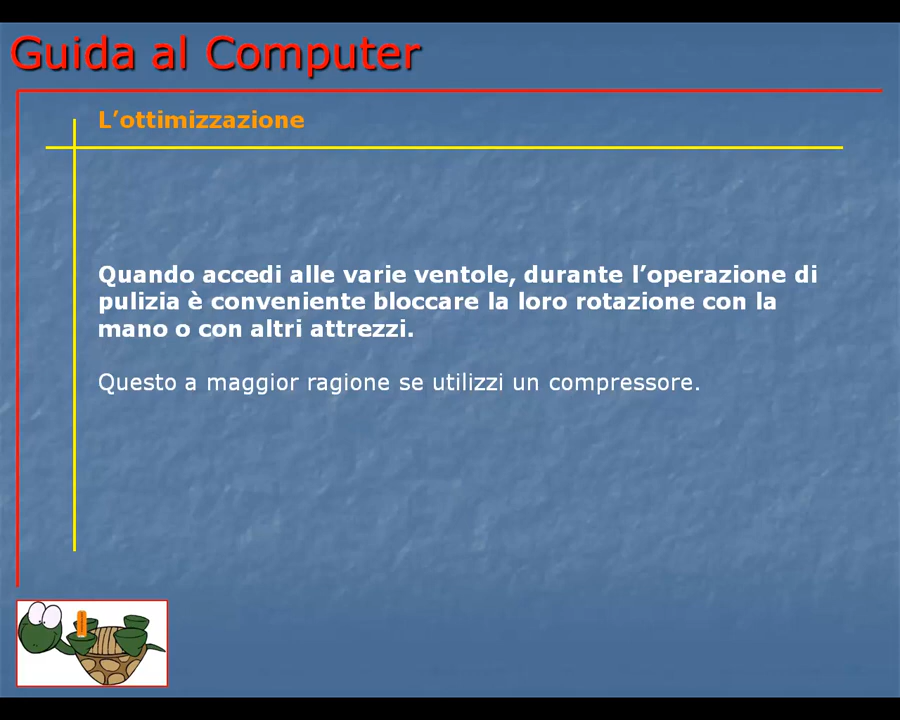 Guida al Computer
L’ottimizzazione
Quando accedi alle varie ventole, durante l’operazione di
pulizia è conveniente bloccare la loro rotazione con la
mano o con altri attrezzi.
Questo a maggior ragione se utilizzi un compressore.